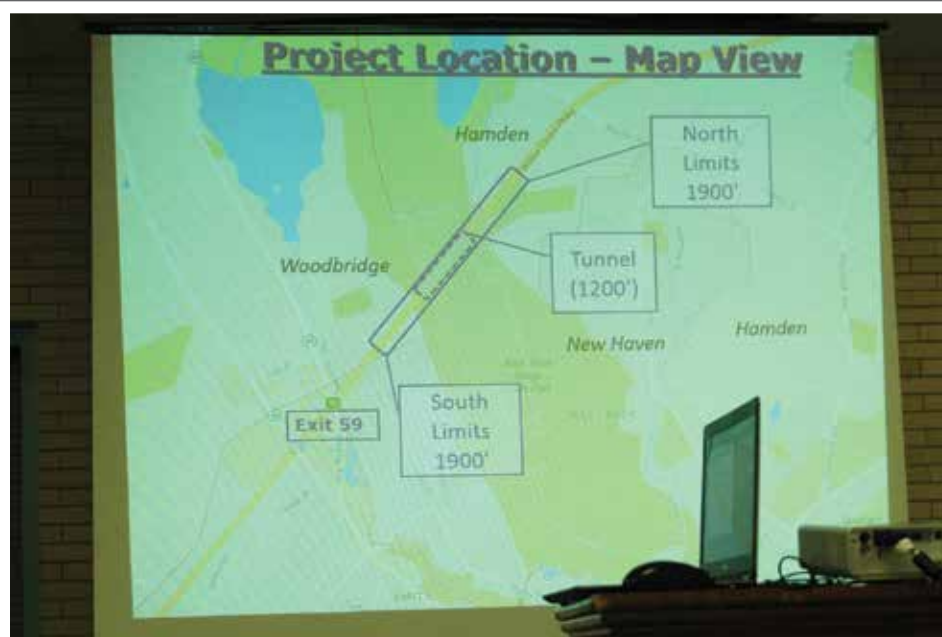 Project Location – Map View
Hamden
North
Limits
1900'
Woodbridge
Tunnel
(1200')
New Haven
Hamden
South
Limits
1900'
Exit 59